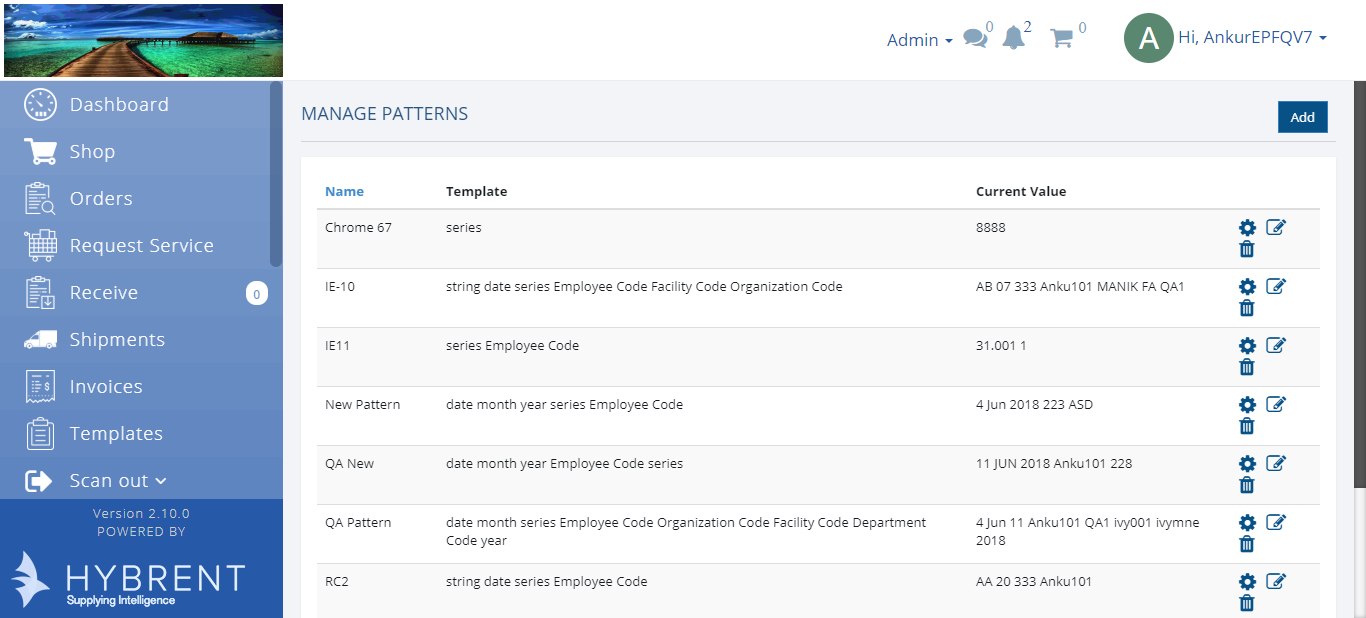 Admin 0 2 0 A Hi, AnkurEPFQV7
Dashboard
Shop
Orders
Request Service
Receive 0
Shipments
Invoices
Templates
Scan out
Version 2.10.0
POWERED BY
HYBRENT
Supplying Intelligence
MANAGE PATTERNS
Add
Name Template Current Value
Chrome 67 series 8888
IE-10 string date series Employee Code Facility Code Organization Code AB 07 333 Anku101 MANIK FA QA1
IE11 series Employee Code 31.001 1
New Pattern date month year series Employee Code 4 Jun 2018 223 ASD
QA New date month year Employee Code series 11 JUN 2018 Anku101 228
QA Pattern date month series Employee Code Organization Code Facility Code Department 4 Jun 11 Anku101 QA1 ivy001 ivymne
Code year 2018
RC2 string date series Employee Code AA 20 333 Anku101